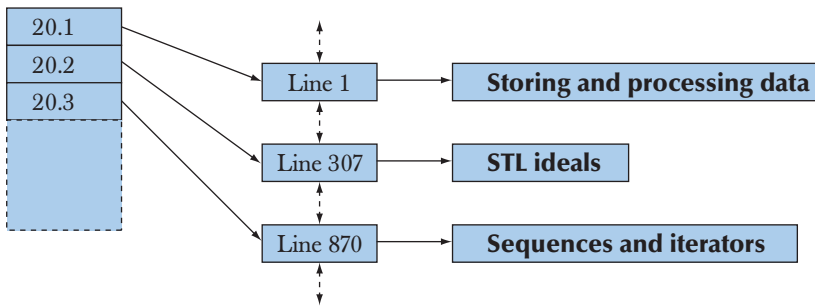 20.1
20.2
20.3
Line 1
Storing and processing data
Line 307
STL ideals
Line 870
Sequences and iterators